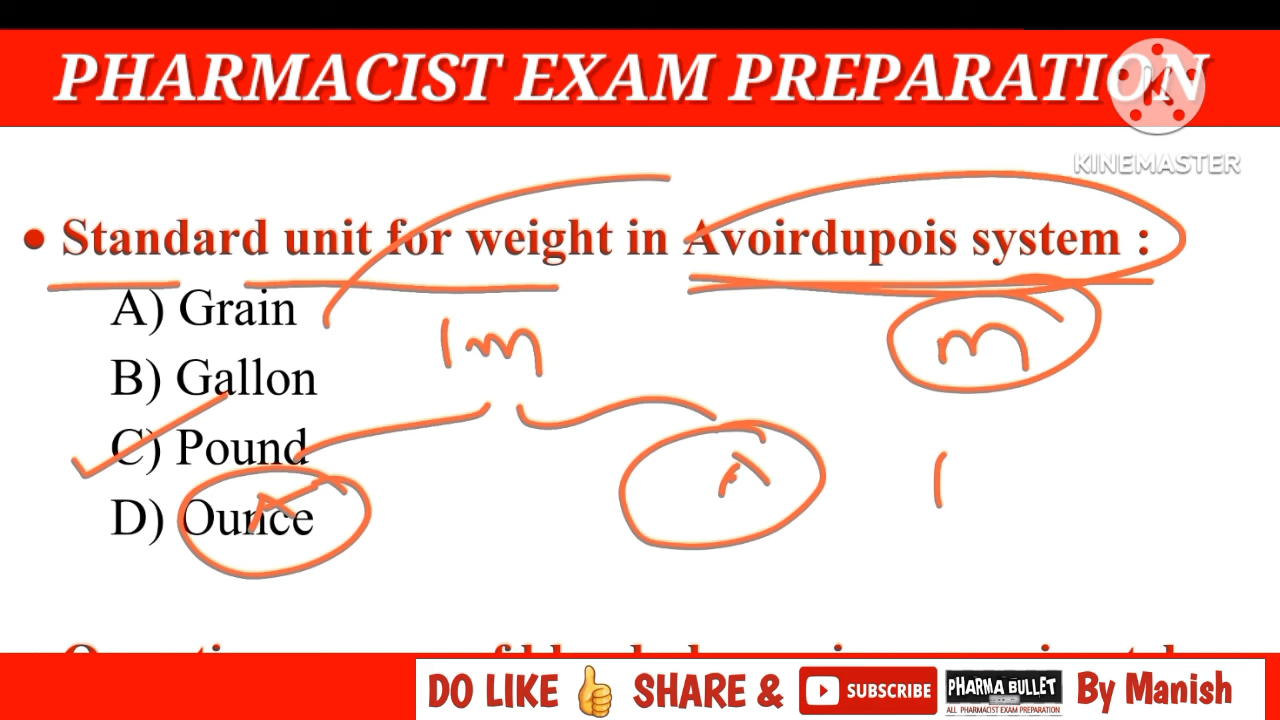 PHARMACIST EXAM PREPARATION
KINEMASTER
• Standard unit for weight in Avoirdupois system :
A) Grain
B) Gallon
C) Pound
D) Ounce
DO LIKE 👍 SHARE & SUBSCRIBE PHARMA BULLET By Manish
ALL PHARMACIST EXAM PREPARATION